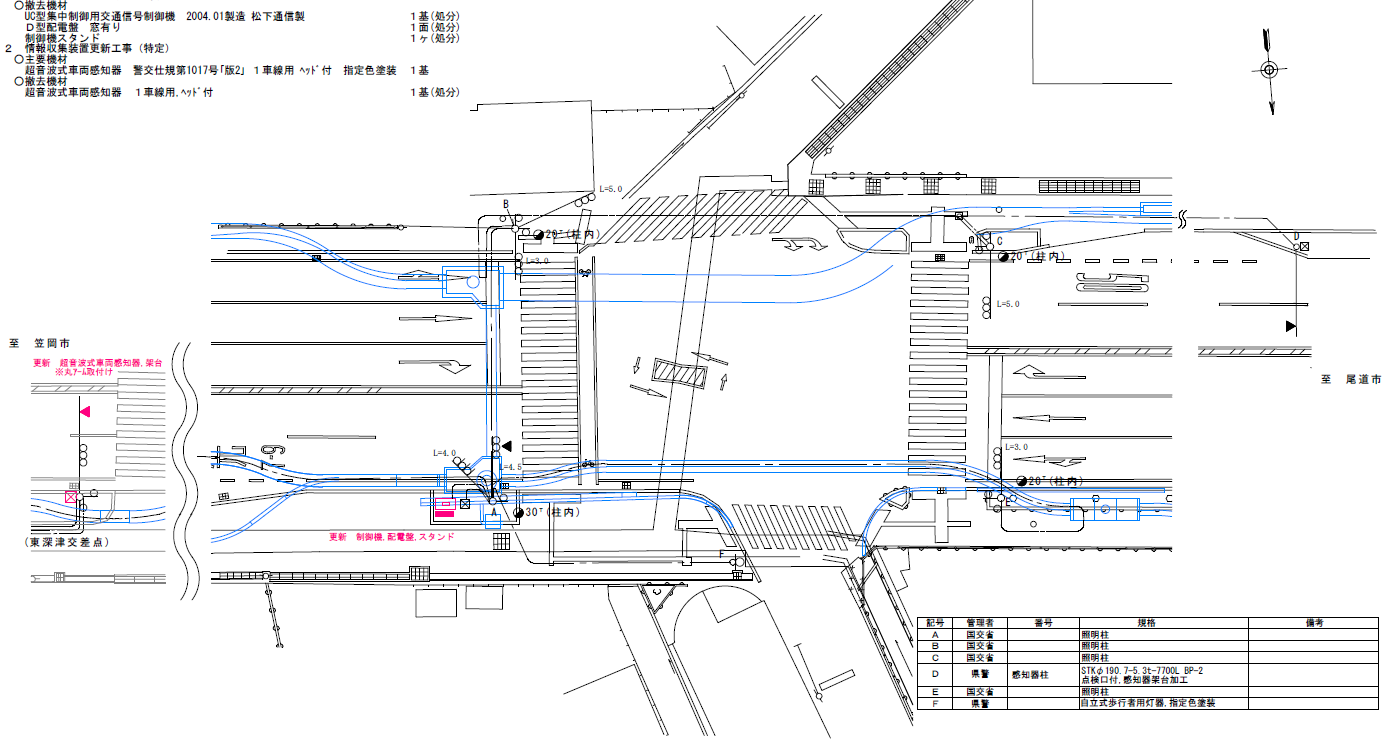 〇撤去機材
UC型集中制御用交通信号制御機　2004.01製造 松下通信製　1基(処分)
D型配電盤　窓有り　1面(処分)
制御機スタンド　1ヶ(処分)
2　情報収集装置更新工事（特定）
〇主要機材
超音波式車両感知器　警交仕規第1017号「版2」　1車線用 ﾍｯﾄﾞ付　指定色塗装　1基
〇撤去機材
超音波式車両感知器　1車線用,ﾍｯﾄﾞ付　1基(処分)
L=5.0
B
20ᵀ(柱内)
L=3.0
C
20ᵀ(柱内)
D
L=5.0
至　笠岡市
更新　超音波式車両感知器,架台
※丸ｱｰﾑ取付け
至　尾道市
L=4.0
L=4.5
L=3.0
20ᵀ(柱内)
E
A
30ᵀ(柱内)
(東深津交差点)
更新　制御機,配電盤,スタンド
F
記号　管理者　番号　規格　備考
A　国交省　照明柱
B　国交省　照明柱
C　国交省　照明柱
D　県警　感知器柱　STKφ190.7-5.3t-7700L BP-2
点検口付,感知器架台加工
E　国交省　照明柱
F　県警　自立式歩行者用灯器,指定色塗装